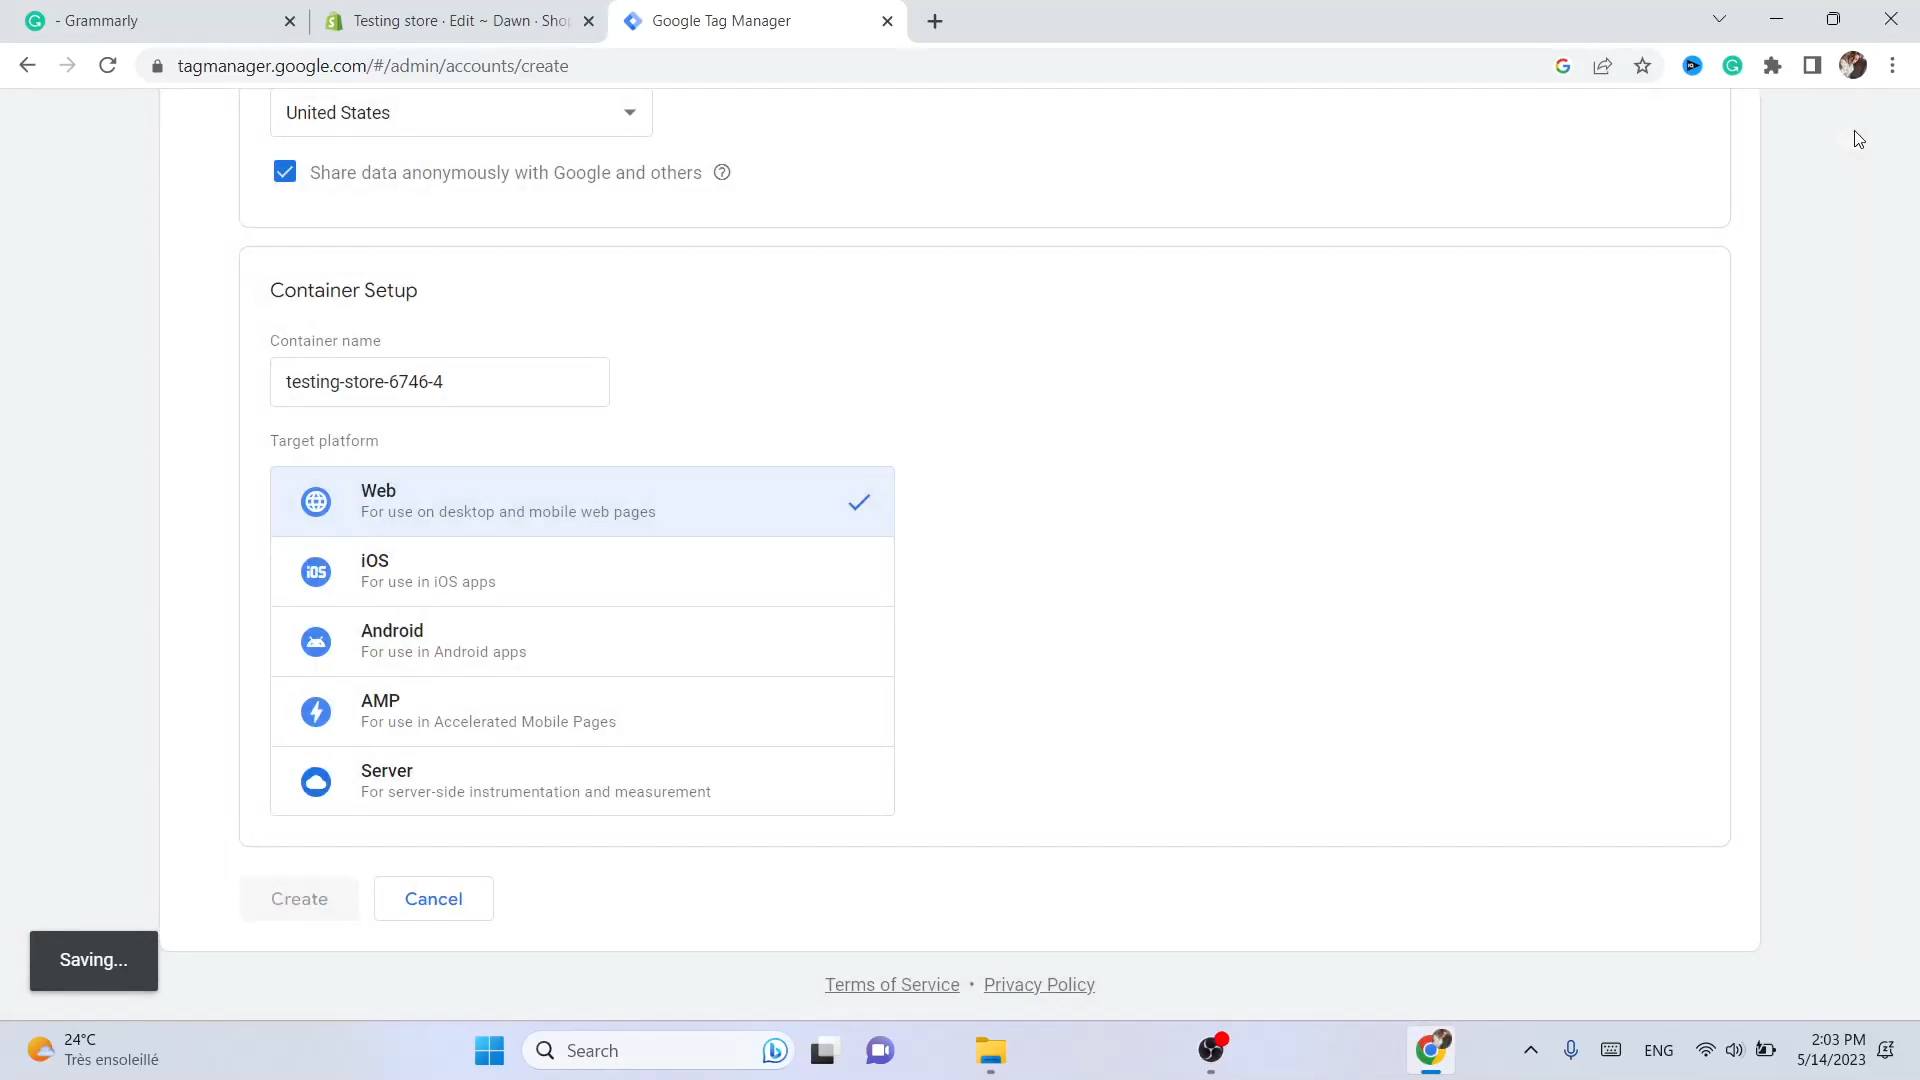 - Grammarly
Testing store · Edit ~ Dawn · Sho
Google Tag Manager
tagmanager.google.com/#/admin/accounts/create
United States
Share data anonymously with Google and others
Container Setup
Container name
testing-store-6746-4
Target platform
Web
For use on desktop and mobile web pages
iOS
iOS
For use in iOS apps
Android
For use in Android apps
AMP
For use in Accelerated Mobile Pages
Server
For server-side instrumentation and measurement
Create
Cancel
Saving...
Terms of Service • Privacy Policy
24°C
Très ensoleillé
Search
ENG
2:03 PM
5/14/2023